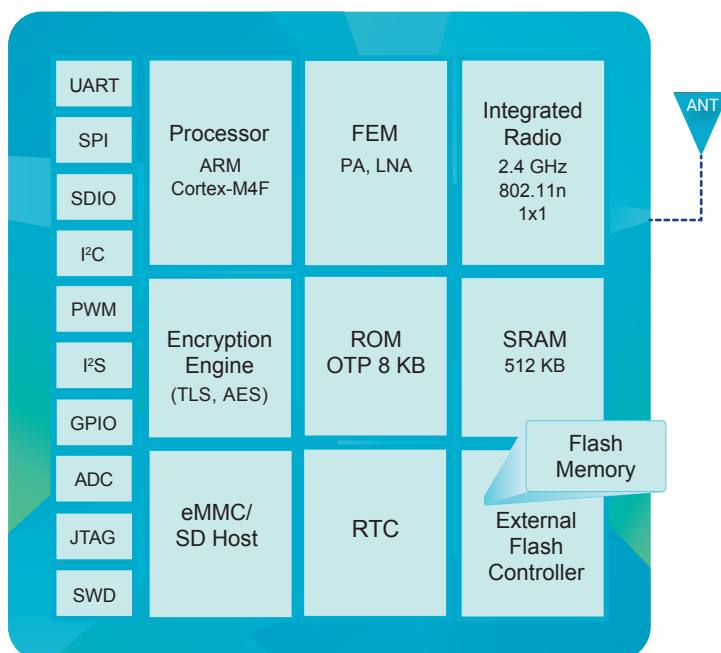 UART
SPI
SDIO
I²C
PWM
I²S
GPIO
ADC
JTAG
SWD
Processor
ARM
Cortex-M4F
FEM
PA, LNA
Integrated
Radio
2.4 GHz
802.11n
1x1
ANT
Encryption
Engine
(TLS, AES)
ROM
OTP 8 KB
SRAM
512 KB
Flash
Memory
eMMC/
SD Host
RTC
External
Flash
Controller